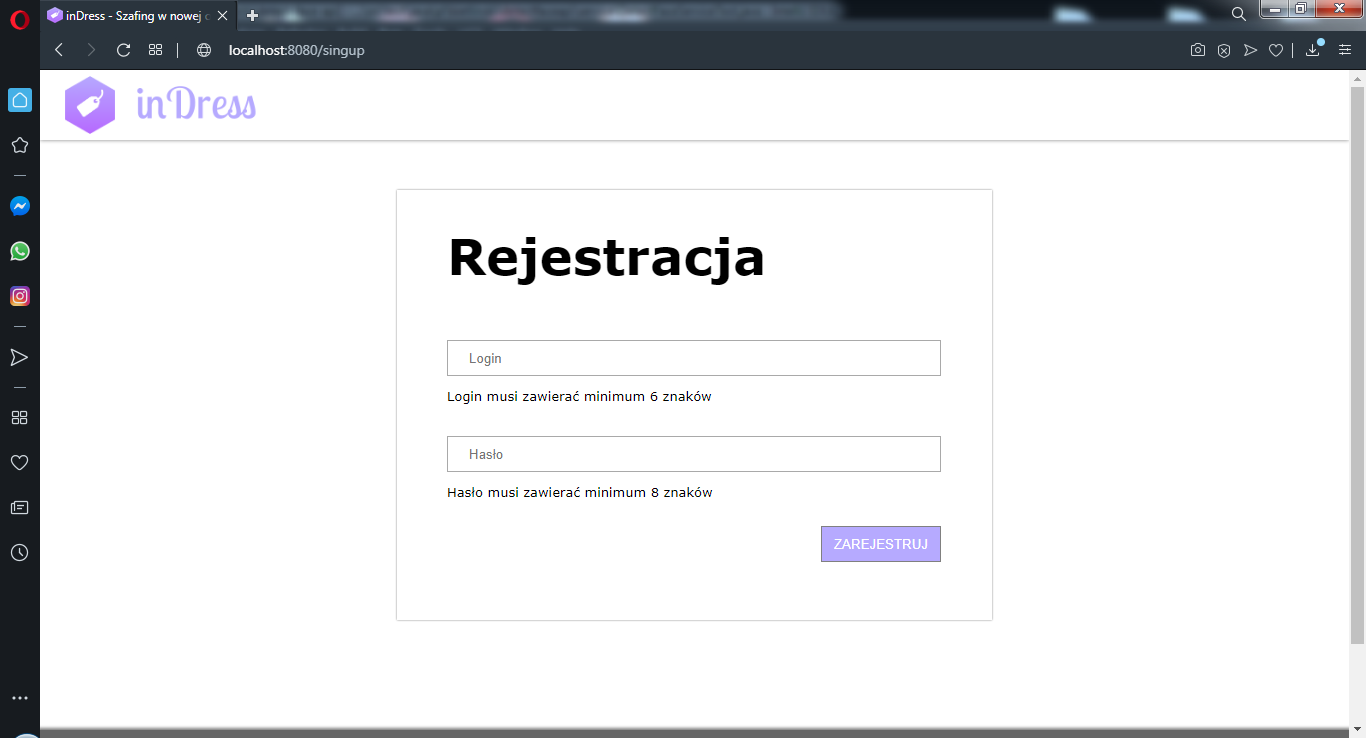 inDress - Szafing w nowej
localhost:8080/singup
inDress
Rejestracja
Login
Login musi zawierać minimum 6 znaków
Hasło
Hasło musi zawierać minimum 8 znaków
ZAREJESTRUJ